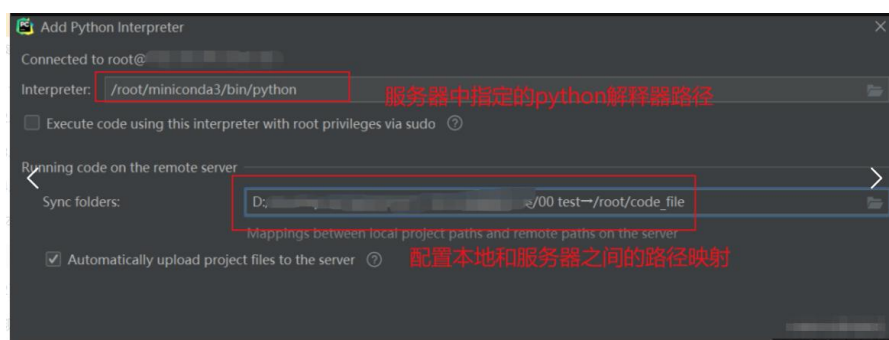 PC Add Python Interpreter
Connected to root@
Interpreter: /root/miniconda3/bin/python
服务器中指定的python解释器路径
Execute code using this interpreter with root privileges via sudo ?
Running code on the remote server
Sync folders: D:/ /00 test→/root/code_file
Mappings between local project paths and remote paths on the server
Automatically upload project files to the server ?
配置本地和服务器之间的路径映射